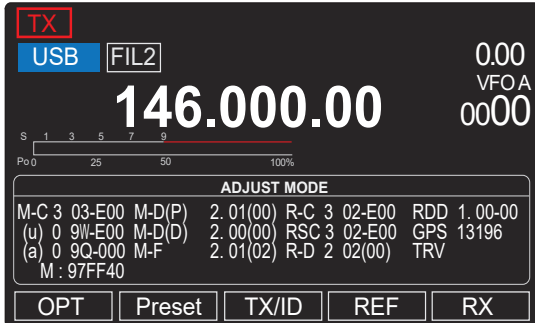 TX
USB FIL2 0.00
VFO A
146.000.00 0000
S 1 3 5 7 9
Po 0 25 50 100%
ADJUST MODE
M-C 3 03-E00 M-D(P) 2. 01(00) R-C 3 02-E00 RDD 1. 00-00
(u) 0 9W-E00 M-D(D) 2. 00(00) RSC 3 02-E00 GPS 13196
(a) 0 9Q-000 M-F 2. 01(02) R-D 2 02(00) TRV
M : 97FF40
OPT Preset TX/ID REF RX